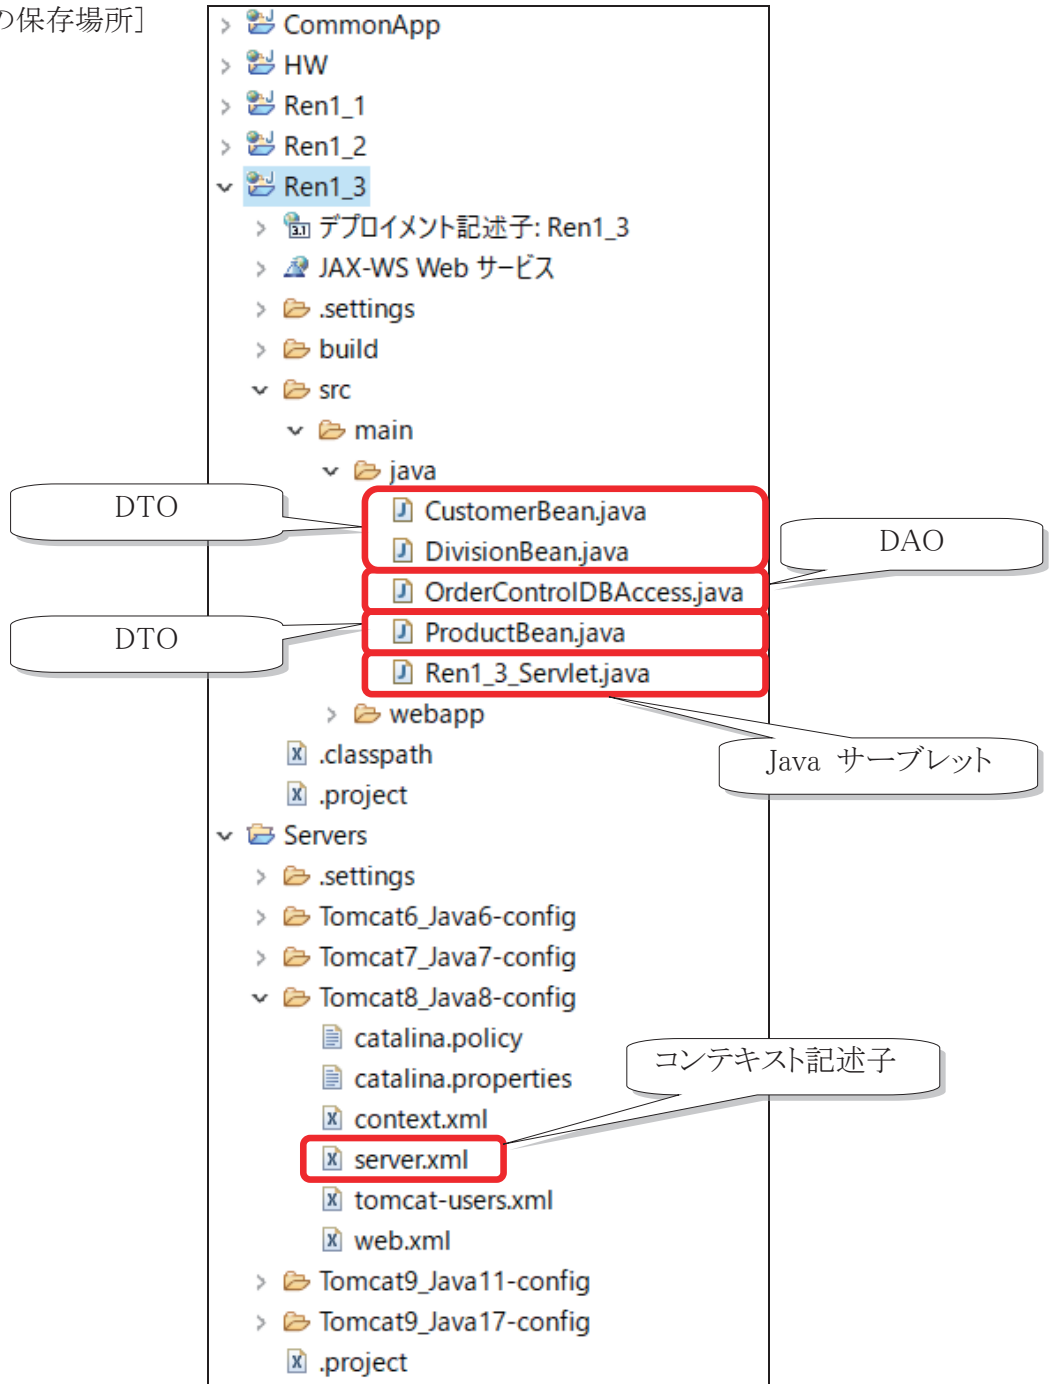 の保存場所］
CommonApp
HW
Ren1_1
Ren1_2
Ren1_3
デプロイメント記述子: Ren1_3
JAX-WS Web サービス
.settings
build
src
main
java
DTO
CustomerBean.java
DivisionBean.java
DAO
OrderControlDBAccess.java
DTO
ProductBean.java
Ren1_3_Servlet.java
webapp
Java サーブレット
.classpath
.project
Servers
.settings
Tomcat6_Java6-config
Tomcat7_Java7-config
Tomcat8_Java8-config
catalina.policy
コンテキスト記述子
catalina.properties
context.xml
server.xml
tomcat-users.xml
web.xml
Tomcat9_Java11-config
Tomcat9_Java17-config
.project